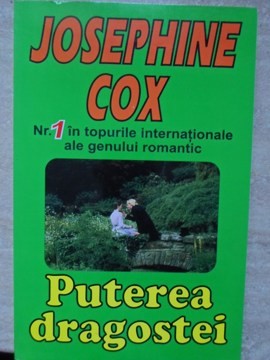 JOSEPHINE
COX
Nr.1 în topurile internaționale
ale genului romantic
Puterea
dragostei